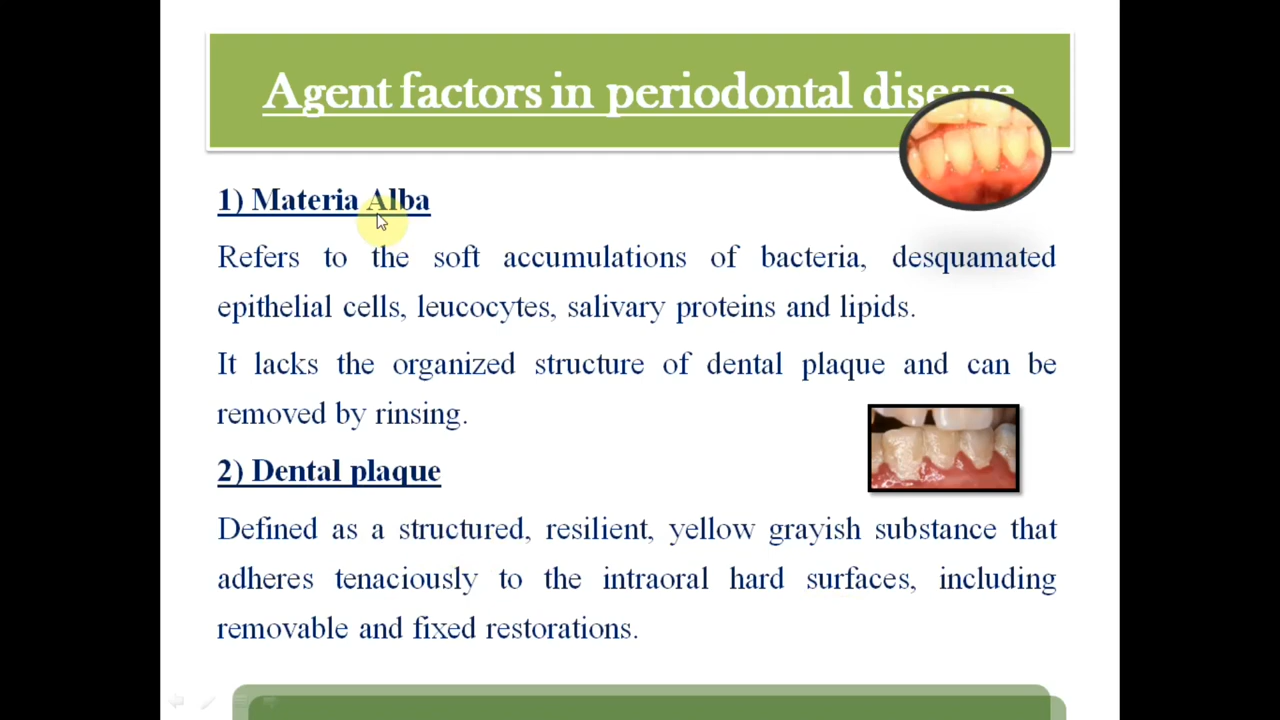 Agent factors in periodontal disease
1) Materia Alba
Refers to the soft accumulations of bacteria, desquamated
epithelial cells, leucocytes, salivary proteins and lipids.
It lacks the organized structure of dental plaque and can be
removed by rinsing.
2) Dental plaque
Defined as a structured, resilient, yellow grayish substance that
adheres tenaciously to the intraoral hard surfaces, including
removable and fixed restorations.